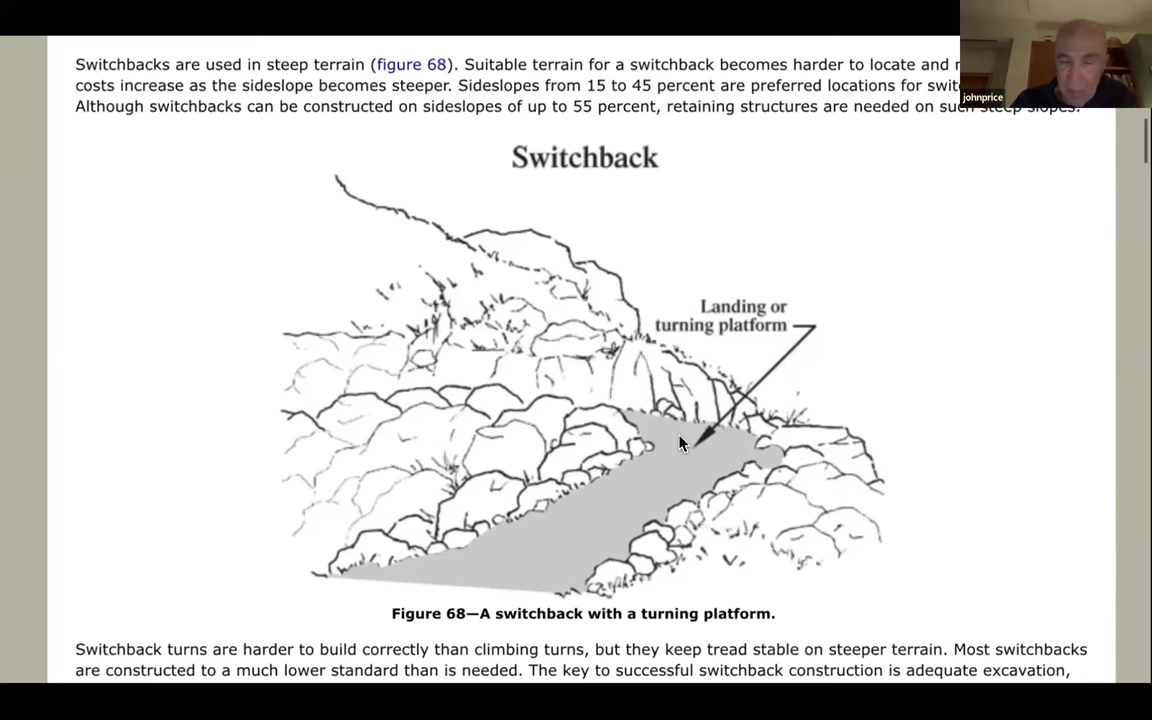 Switchbacks are used in steep terrain (figure 68). Suitable terrain for a switchback becomes harder to locate and
costs increase as the sideslope becomes steeper. Sideslopes from 15 to 45 percent are preferred locations for
Although switchbacks can be constructed on sideslopes of up to 55 percent, retaining structures are needed on such steep slopes.
johnprice
Switchback
Landing or
turning platform
Figure 68—A switchback with a turning platform.
Switchback turns are harder to build correctly than climbing turns, but they keep tread stable on steeper terrain. Most switchbacks
are constructed to a much lower standard than is needed. The key to successful switchback construction is adequate excavation,